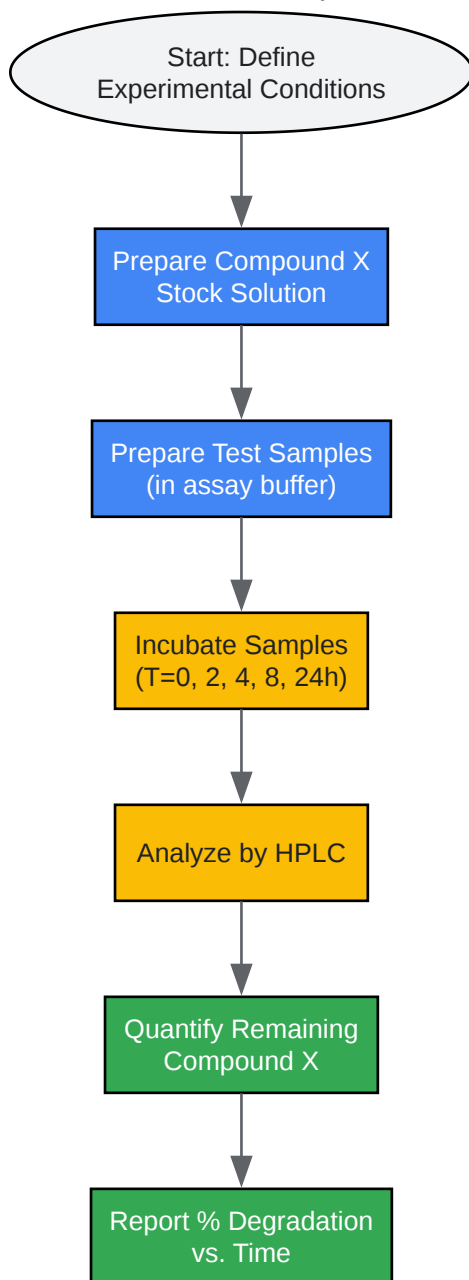 Start: Define
Experimental Conditions
Prepare Compound X
Stock Solution
Prepare Test Samples
(in assay buffer)
Incubate Samples
(T=0, 2, 4, 8, 24h)
Analyze by HPLC
Quantify Remaining
Compound X
Report % Degradation
vs. Time